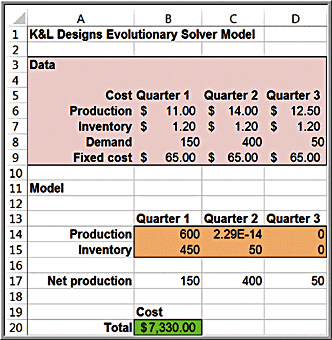 A B C D
1 K&L Designs Evolutionary Solver Model
2
3 Data
4
5 Cost Quarter 1 Quarter 2 Quarter 3
6 Production $ 11.00 $ 14.00 $ 12.50
7 Inventory $ 1.20 $ 1.20 $ 1.20
8 Demand 150 400 50
9 Fixed cost $ 65.00 $ 65.00 $ 65.00
10
11 Model
12
13 Quarter 1 Quarter 2 Quarter 3
14 Production 600 2.29E-14 0
15 Inventory 450 50 0
16
17 Net production 150 400 50
18
19 Cost
20 Total $7,330.00